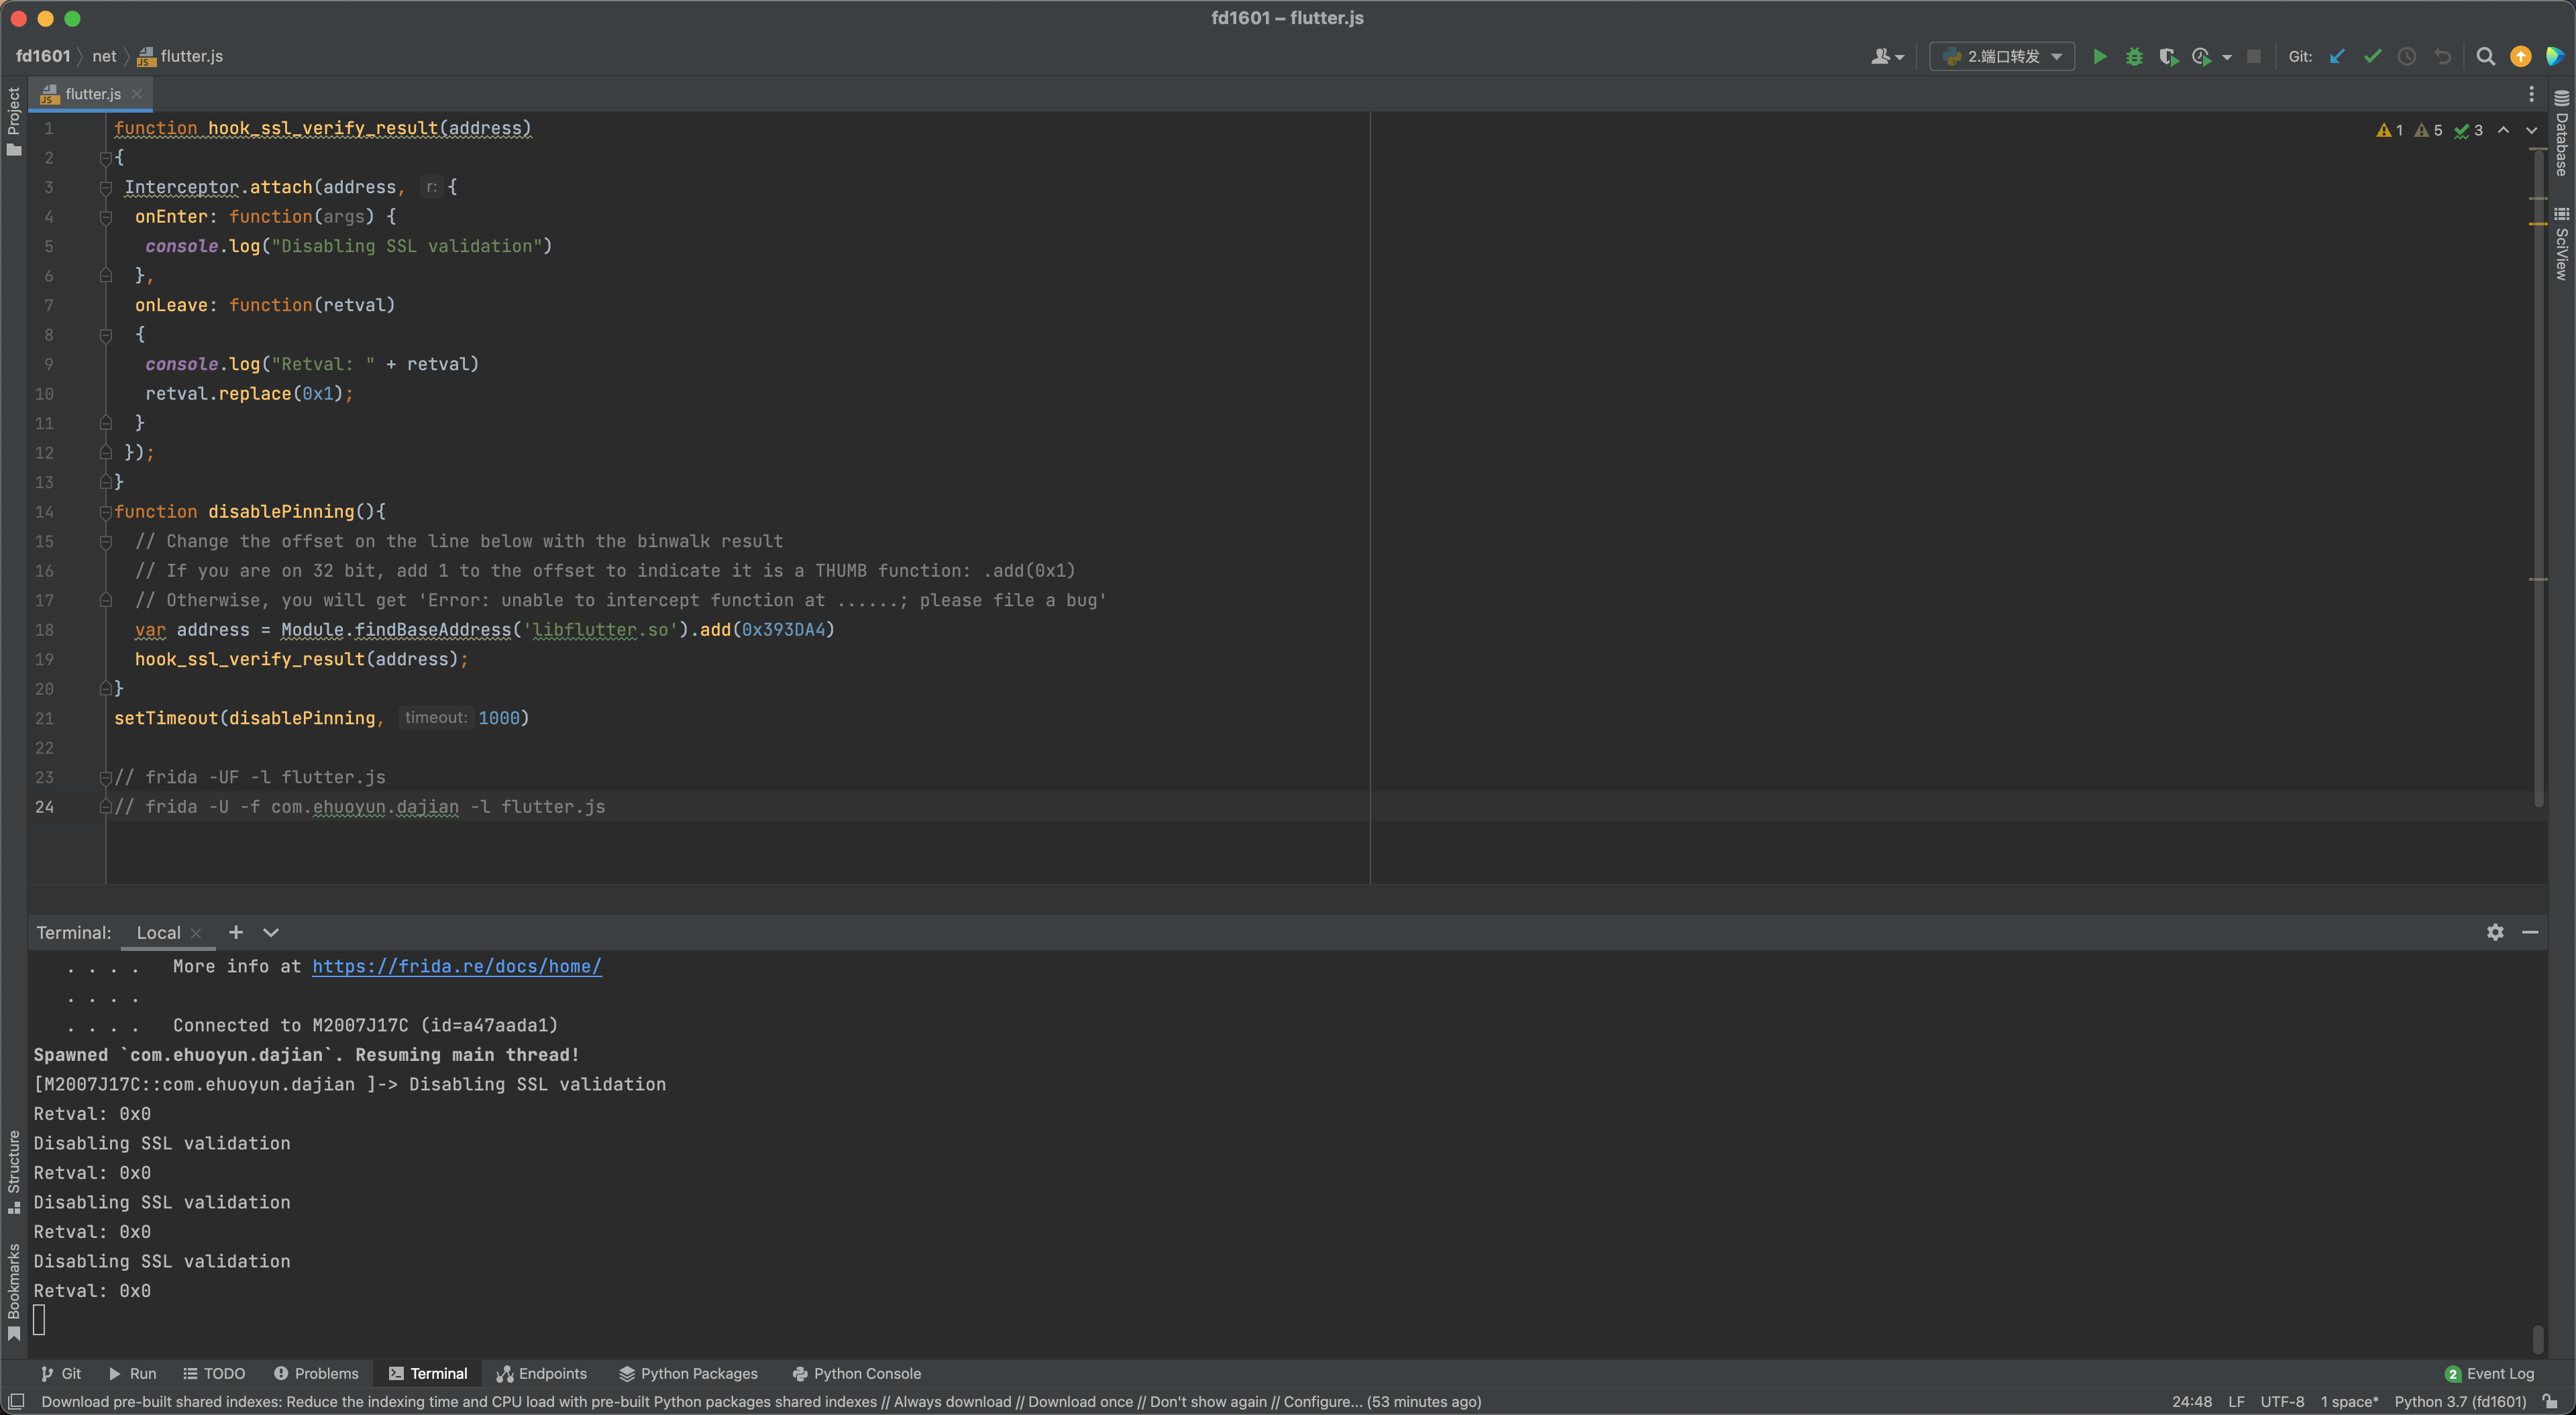 fd1601 – flutter.js
fd1601 net flutter.js
2.端口转发
Git:
flutter.js
Project
Database
SciView
1 5 3
1 function hook_ssl_verify_result(address)
2 {
3 Interceptor.attach(address, r: {
4 onEnter: function(args) {
5 console.log("Disabling SSL validation")
6 },
7 onLeave: function(retval)
8 {
9 console.log("Retval: " + retval)
10 retval.replace(0x1);
11 }
12 });
13 }
14 function disablePinning(){
15 // Change the offset on the line below with the binwalk result
16 // If you are on 32 bit, add 1 to the offset to indicate it is a THUMB function: .add(0x1)
17 // Otherwise, you will get 'Error: unable to intercept function at ......; please file a bug'
18 var address = Module.findBaseAddress('libflutter.so').add(0x393DA4)
19 hook_ssl_verify_result(address);
20 }
21 setTimeout(disablePinning, timeout: 1000)
22
23 // frida -UF -l flutter.js
24 // frida -U -f com.ehuoyun.dajian -l flutter.js
Terminal: Local
. . . . More info at https://frida.re/docs/home/
. . . .
. . . . Connected to M2007J17C (id=a47aada1)
Spawned `com.ehuoyun.dajian`. Resuming main thread!
[M2007J17C::com.ehuoyun.dajian ]-> Disabling SSL validation
Retval: 0x0
Disabling SSL validation
Retval: 0x0
Disabling SSL validation
Retval: 0x0
Disabling SSL validation
Retval: 0x0
Structure
Bookmarks
Git Run TODO Problems Terminal Endpoints Python Packages Python Console 2 Event Log
Download pre-built shared indexes: Reduce the indexing time and CPU load with pre-built Python packages shared indexes // Always download // Download once // Don't show again // Configure... (53 minutes ago) 24:48 LF UTF-8 1 space* Python 3.7 (fd1601)